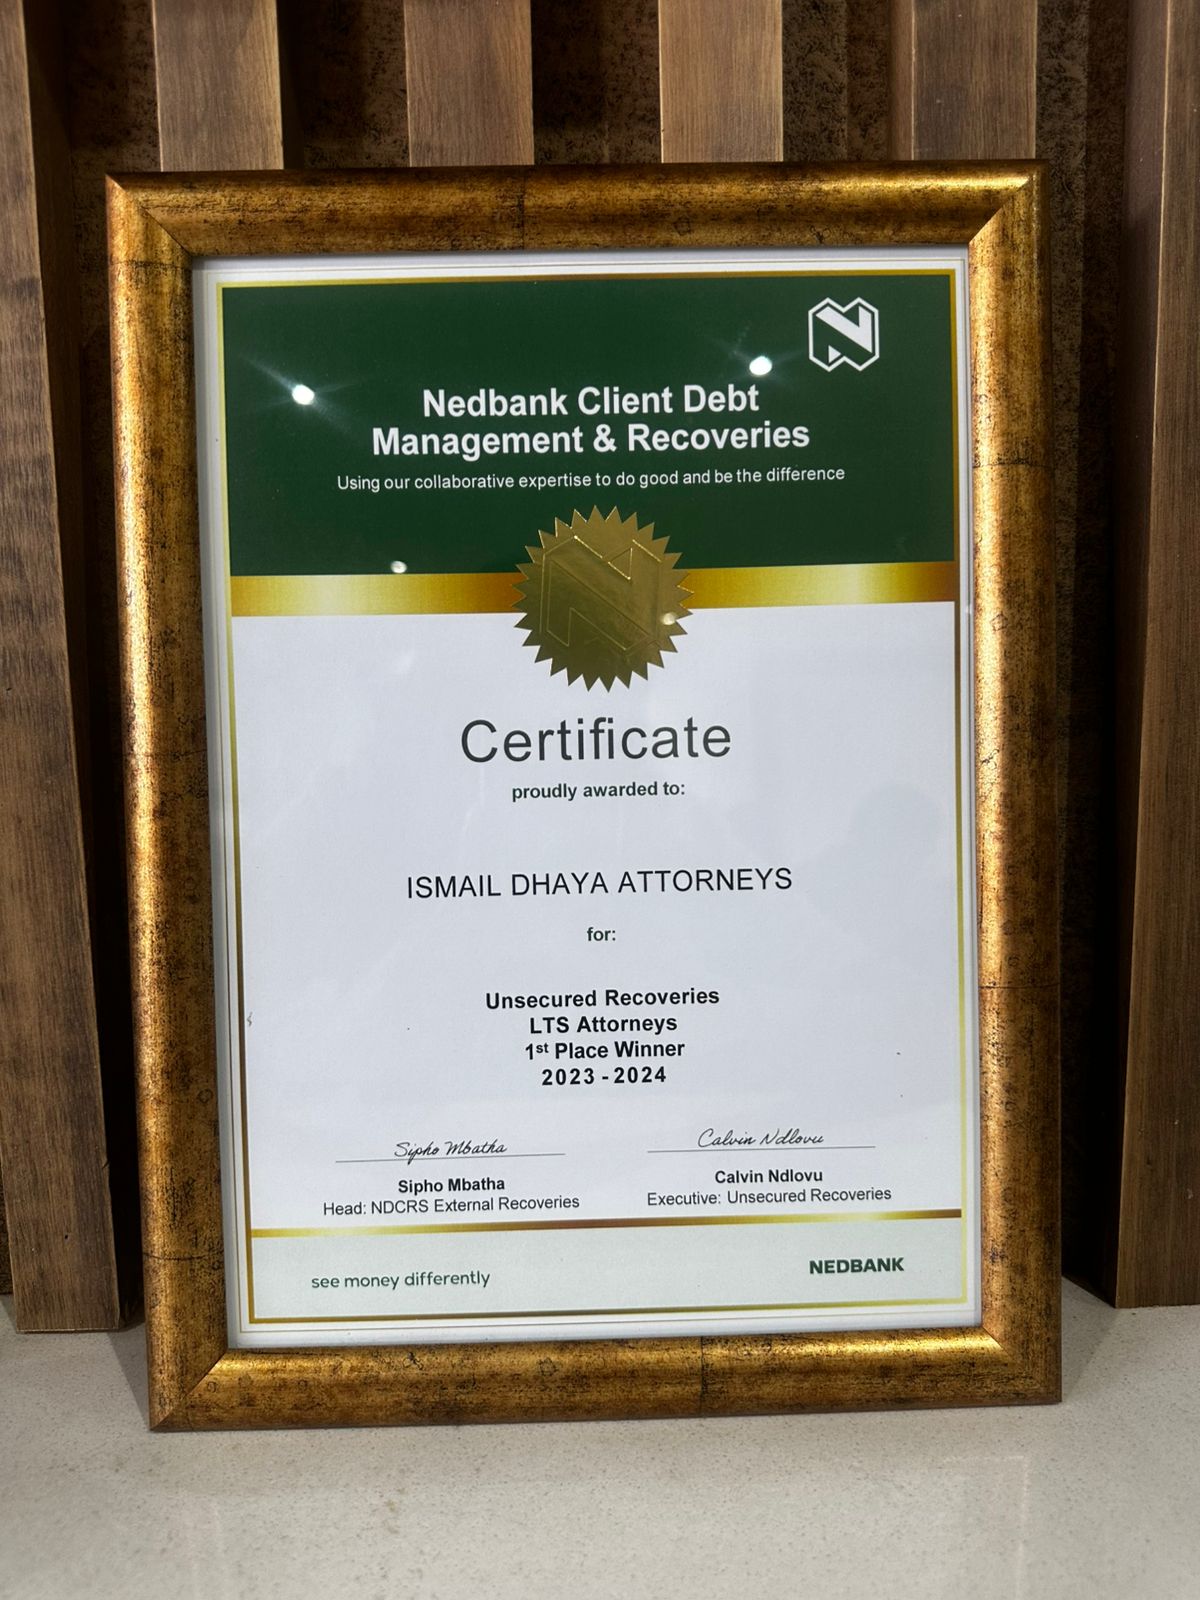 Nedbank Client Debt
Management & Recoveries
Using our collaborative expertise to do good and be the difference
Certificate
proudly awarded to:
ISMAIL DHAYA ATTORNEYS
for:
Unsecured Recoveries
LTS Attorneys
1st Place Winner
2023 - 2024
Sipho Mbatha
Sipho Mbatha
Head: NDCRS External Recoveries
Calvin Ndlovu
Calvin Ndlovu
Executive: Unsecured Recoveries
see money differently
NEDBANK